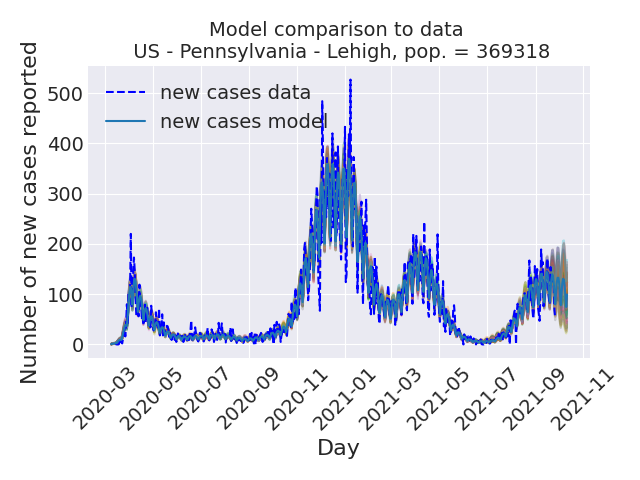 Model comparison to data
US - Pennsylvania - Lehigh, pop. = 369318
Number of new cases reported
500
400
300
200
100
0
new cases data
new cases model
2020-03
2020-05
2020-07
2020-09
2020-11
2021-01
2021-03
2021-05
2021-07
2021-09
2021-11
Day